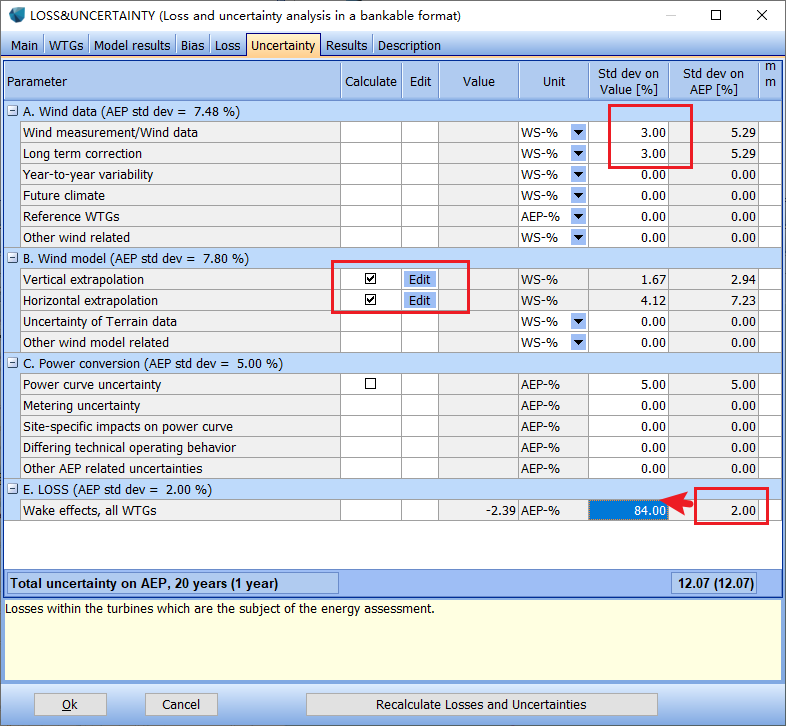 LOSS&UNCERTAINTY (Loss and uncertainty analysis in a bankable format)
Main WTGs Model results Bias Loss Uncertainty Results Description
Parameter Calculate Edit Value Unit Std dev on Value [%] Std dev on AEP [%] m m
A. Wind data (AEP std dev = 7.48 %)
Wind measurement/Wind data WS-% 3.00 5.29
Long term correction WS-% 3.00 5.29
Year-to-year variability WS-% 0.00 0.00
Future climate WS-% 0.00 0.00
Reference WTGs AEP-% 0.00 0.00
Other wind related WS-% 0.00 0.00
B. Wind model (AEP std dev = 7.80 %)
Vertical extrapolation Edit WS-% 1.67 2.94
Horizontal extrapolation Edit WS-% 4.12 7.23
Uncertainty of Terrain data WS-% 0.00 0.00
Other wind model related WS-% 0.00 0.00
C. Power conversion (AEP std dev = 5.00 %)
Power curve uncertainty AEP-% 5.00 5.00
Metering uncertainty AEP-% 0.00 0.00
Site-specific impacts on power curve AEP-% 0.00 0.00
Differing technical operating behavior AEP-% 0.00 0.00
Other AEP related uncertainties AEP-% 0.00 0.00
E. LOSS (AEP std dev = 2.00 %)
Wake effects, all WTGs -2.39 AEP-% 84.00 2.00
Total uncertainty on AEP, 20 years (1 year) 12.07 (12.07)
Losses within the turbines which are the subject of the energy assessment.
Ok Cancel Recalculate Losses and Uncertainties